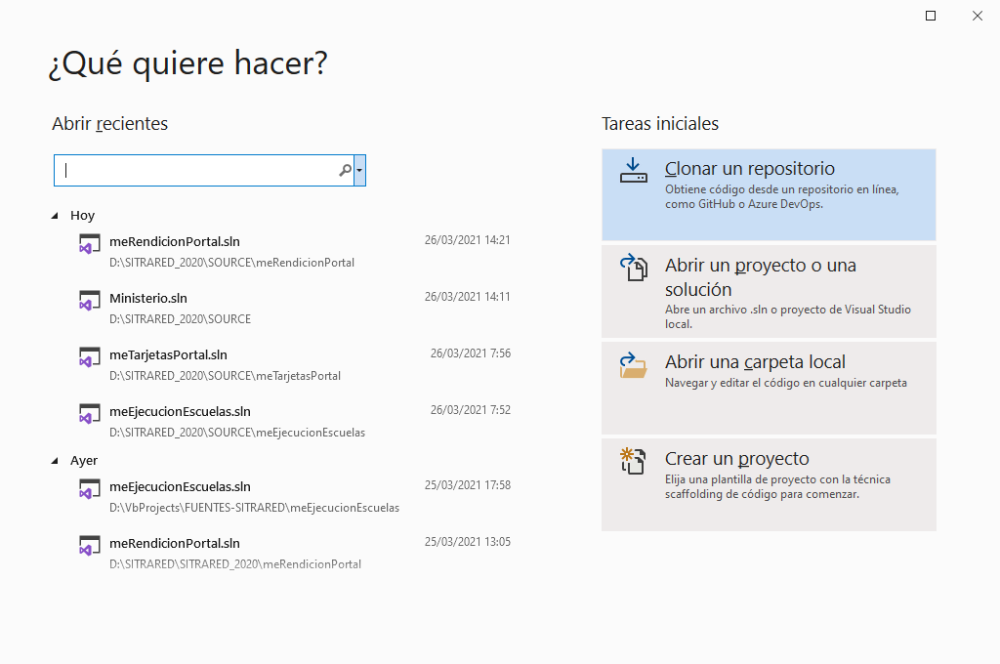 ¿Qué quiere hacer?
Abrir recientes
Hoy
meRendicionPortal.sln 26/03/2021 14:21
D:\SITRARED_2020\SOURCE\meRendicionPortal
Ministerio.sln 26/03/2021 14:11
D:\SITRARED_2020\SOURCE
meTarjetasPortal.sln 26/03/2021 7:56
D:\SITRARED_2020\SOURCE\meTarjetasPortal
meEjecucionEscuelas.sln 26/03/2021 7:52
D:\SITRARED_2020\SOURCE\meEjecucionEscuelas
Ayer
meEjecucionEscuelas.sln 25/03/2021 17:58
D:\VbProjects\FUENTES-SITRARED\meEjecucionEscuelas
meRendicionPortal.sln 25/03/2021 13:05
D:\SITRARED\SITRARED_2020\meRendicionPortal
Tareas iniciales
Clonar un repositorio
Obtiene código desde un repositorio en línea,
como GitHub o Azure DevOps.
Abrir un proyecto o una
solución
Abre un archivo .sln o proyecto de Visual Studio
local.
Abrir una carpeta local
Navegar y editar el código en cualquier carpeta
Crear un proyecto
Elija una plantilla de proyecto con la técnica
scaffolding de código para comenzar.